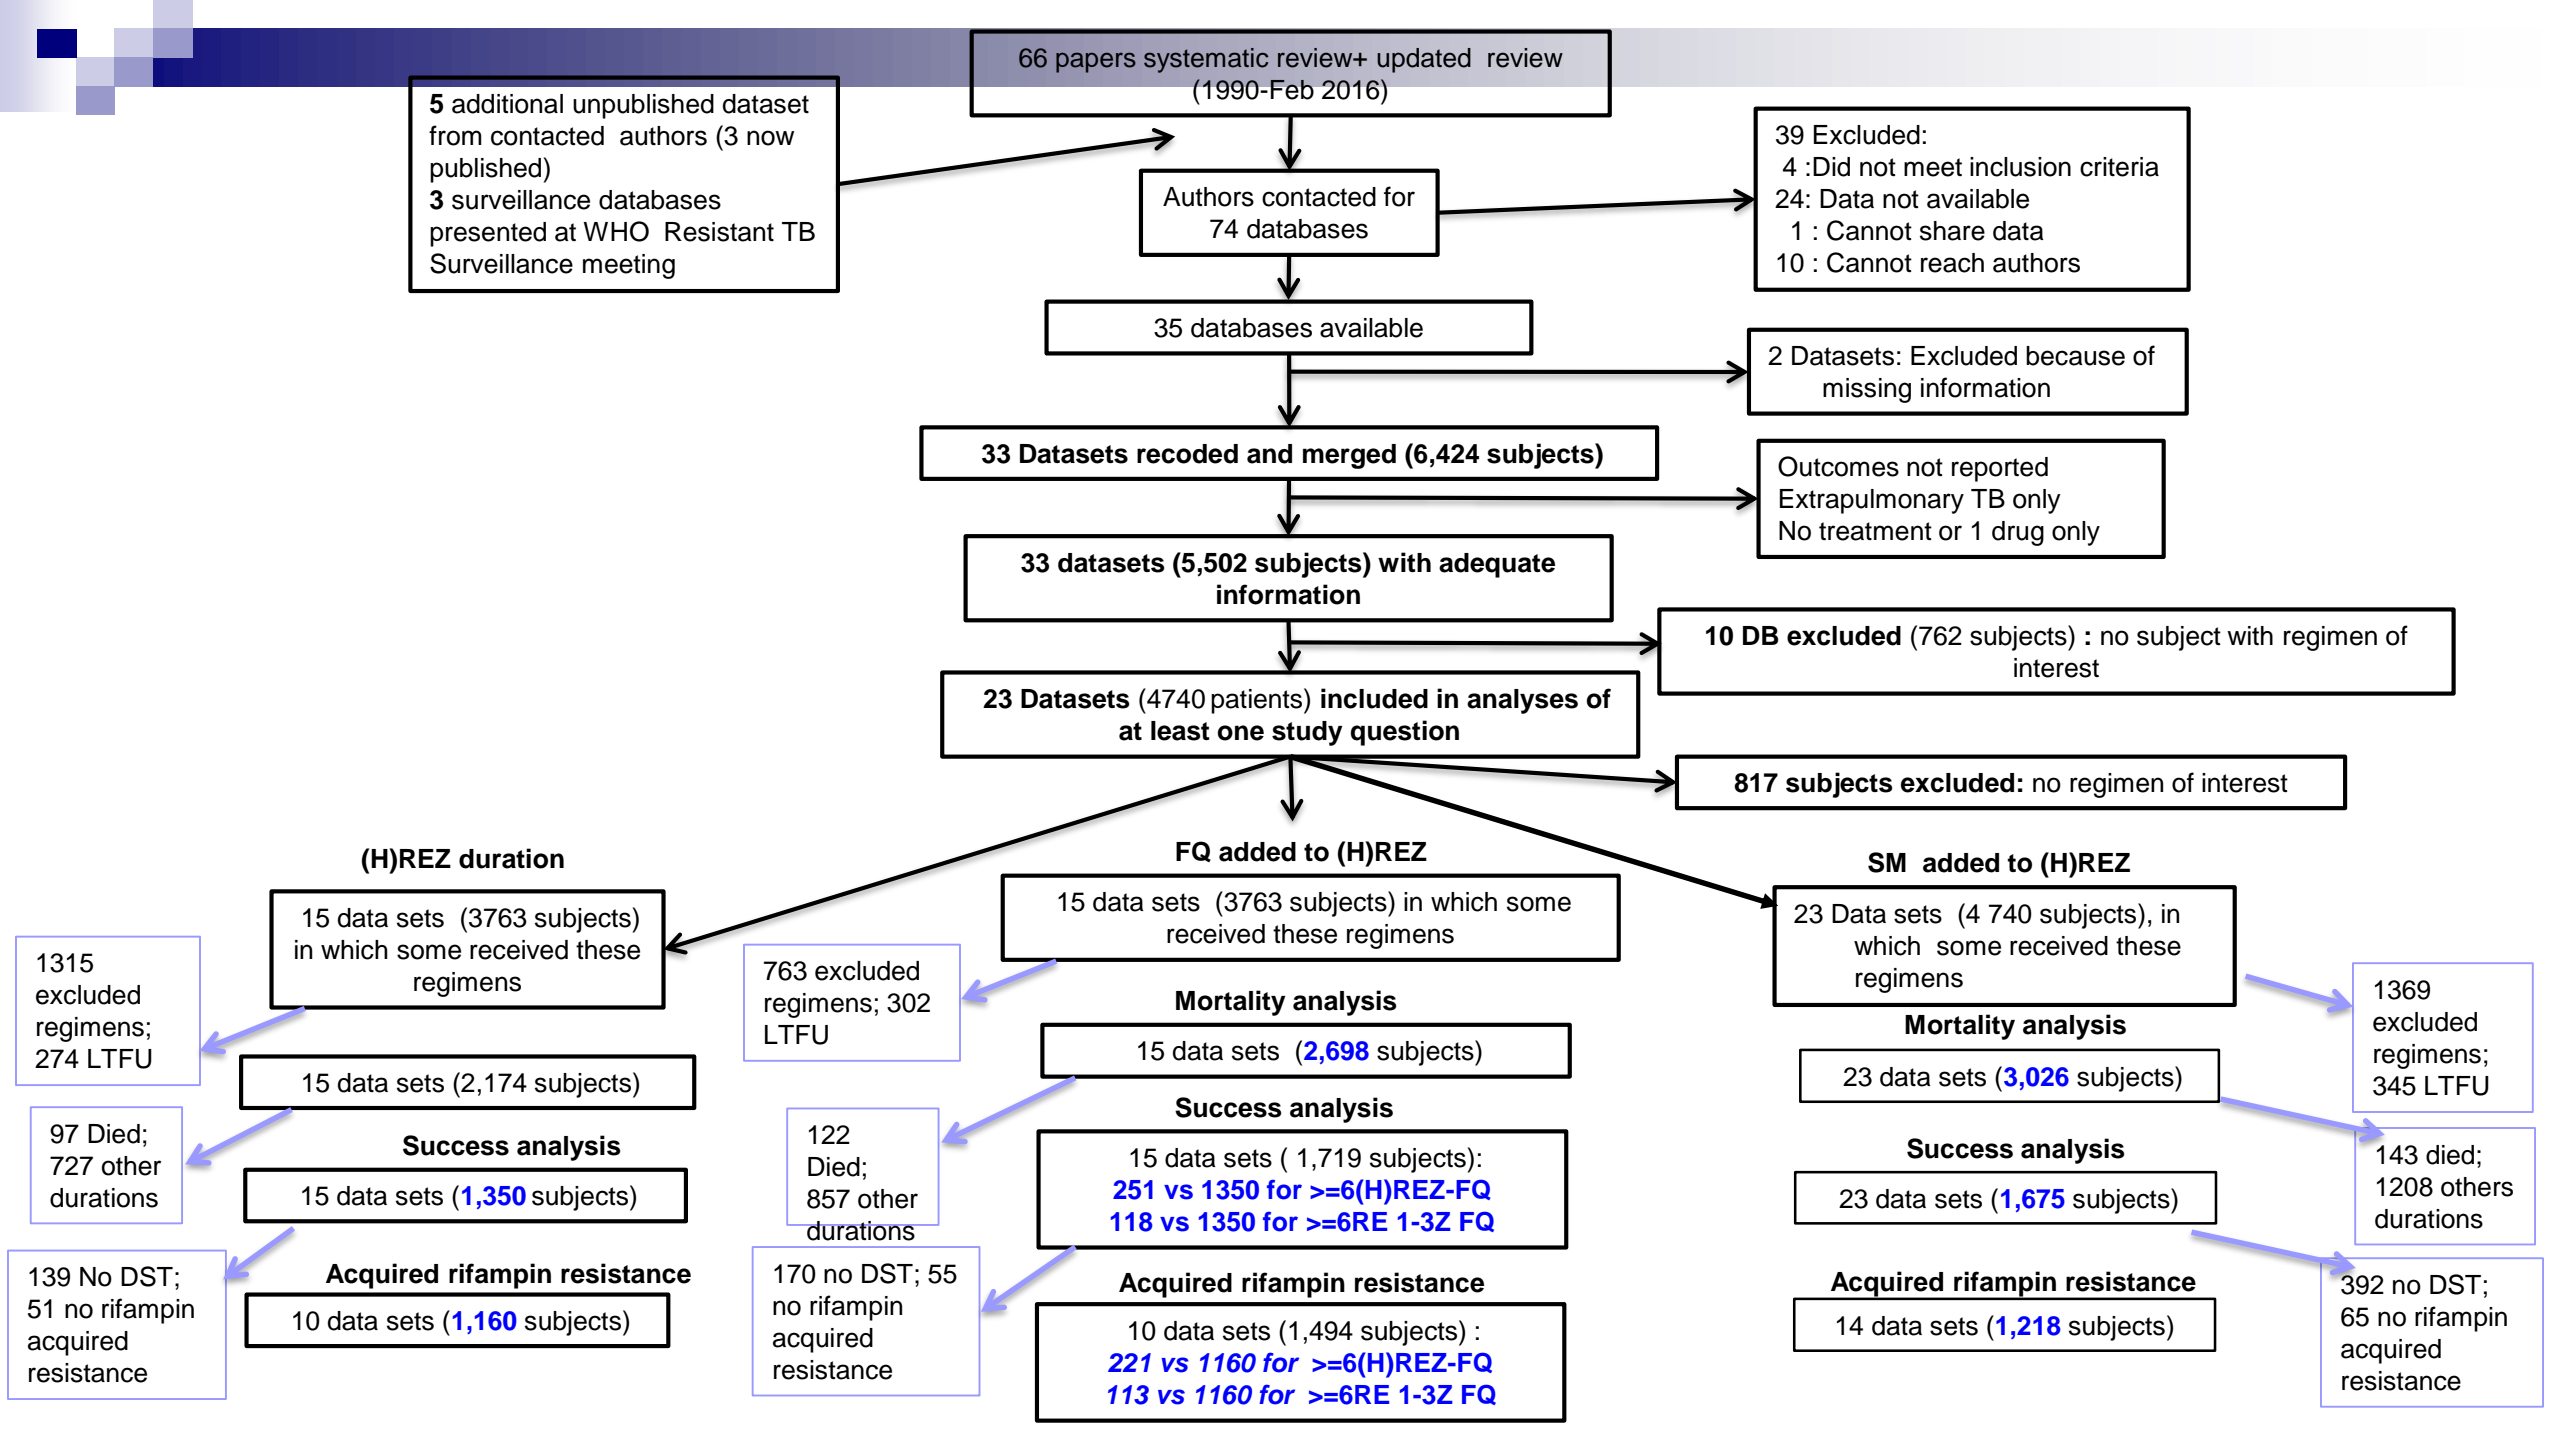 66 papers systematic review+ updated  review
(1990-Feb 2016)
5 additional unpublished dataset
from contacted  authors (3 now
published)
3 surveillance databases
presented at WHO  Resistant TB
Surveillance meeting
Authors contacted for
74 databases
39 Excluded:
4 :Did not meet inclusion criteria
24: Data not available
1 : Cannot share data
10 : Cannot reach authors
35 databases available
2 Datasets: Excluded because of
missing information
33 Datasets recoded and merged (6,424 subjects)
Outcomes not reported
Extrapulmonary TB only
No treatment or 1 drug only
33 datasets (5,502 subjects) with adequate
information
10 DB excluded (762 subjects) : no subject with regimen of
interest
23 Datasets (4740 patients) included in analyses of
at least one study question
817 subjects excluded: no regimen of interest
(H)REZ duration
15 data sets  (3763 subjects)
in which some received these
regimens
1315
excluded
regimens;
274 LTFU
15 data sets (2,174 subjects)
97 Died;
727 other
durations
Success analysis
15 data sets (1,350 subjects)
139 No DST;
51 no rifampin
acquired
resistance
Acquired rifampin resistance
10 data sets (1,160 subjects)
FQ added to (H)REZ
15 data sets  (3763 subjects) in which some
received these regimens
763 excluded
regimens; 302
LTFU
Mortality analysis
15 data sets  (2,698 subjects)
122
Died;
857 other
durations
Success analysis
15 data sets ( 1,719 subjects):
251 vs 1350 for >=6(H)REZ-FQ
118 vs 1350 for >=6RE 1-3Z FQ
170 no DST; 55
no rifampin
acquired
resistance
Acquired rifampin resistance
10 data sets (1,494 subjects) :
221 vs 1160 for  >=6(H)REZ-FQ
113 vs 1160 for  >=6RE 1-3Z FQ
SM  added to (H)REZ
23 Data sets  (4 740 subjects), in
which  some received these
regimens
1369
excluded
regimens;
345 LTFU
Mortality analysis
23 data sets (3,026 subjects)
143 died;
1208 others
durations
Success analysis
23 data sets (1,675 subjects)
392 no DST;
65 no rifampin
acquired
resistance
Acquired rifampin resistance
14 data sets (1,218 subjects)